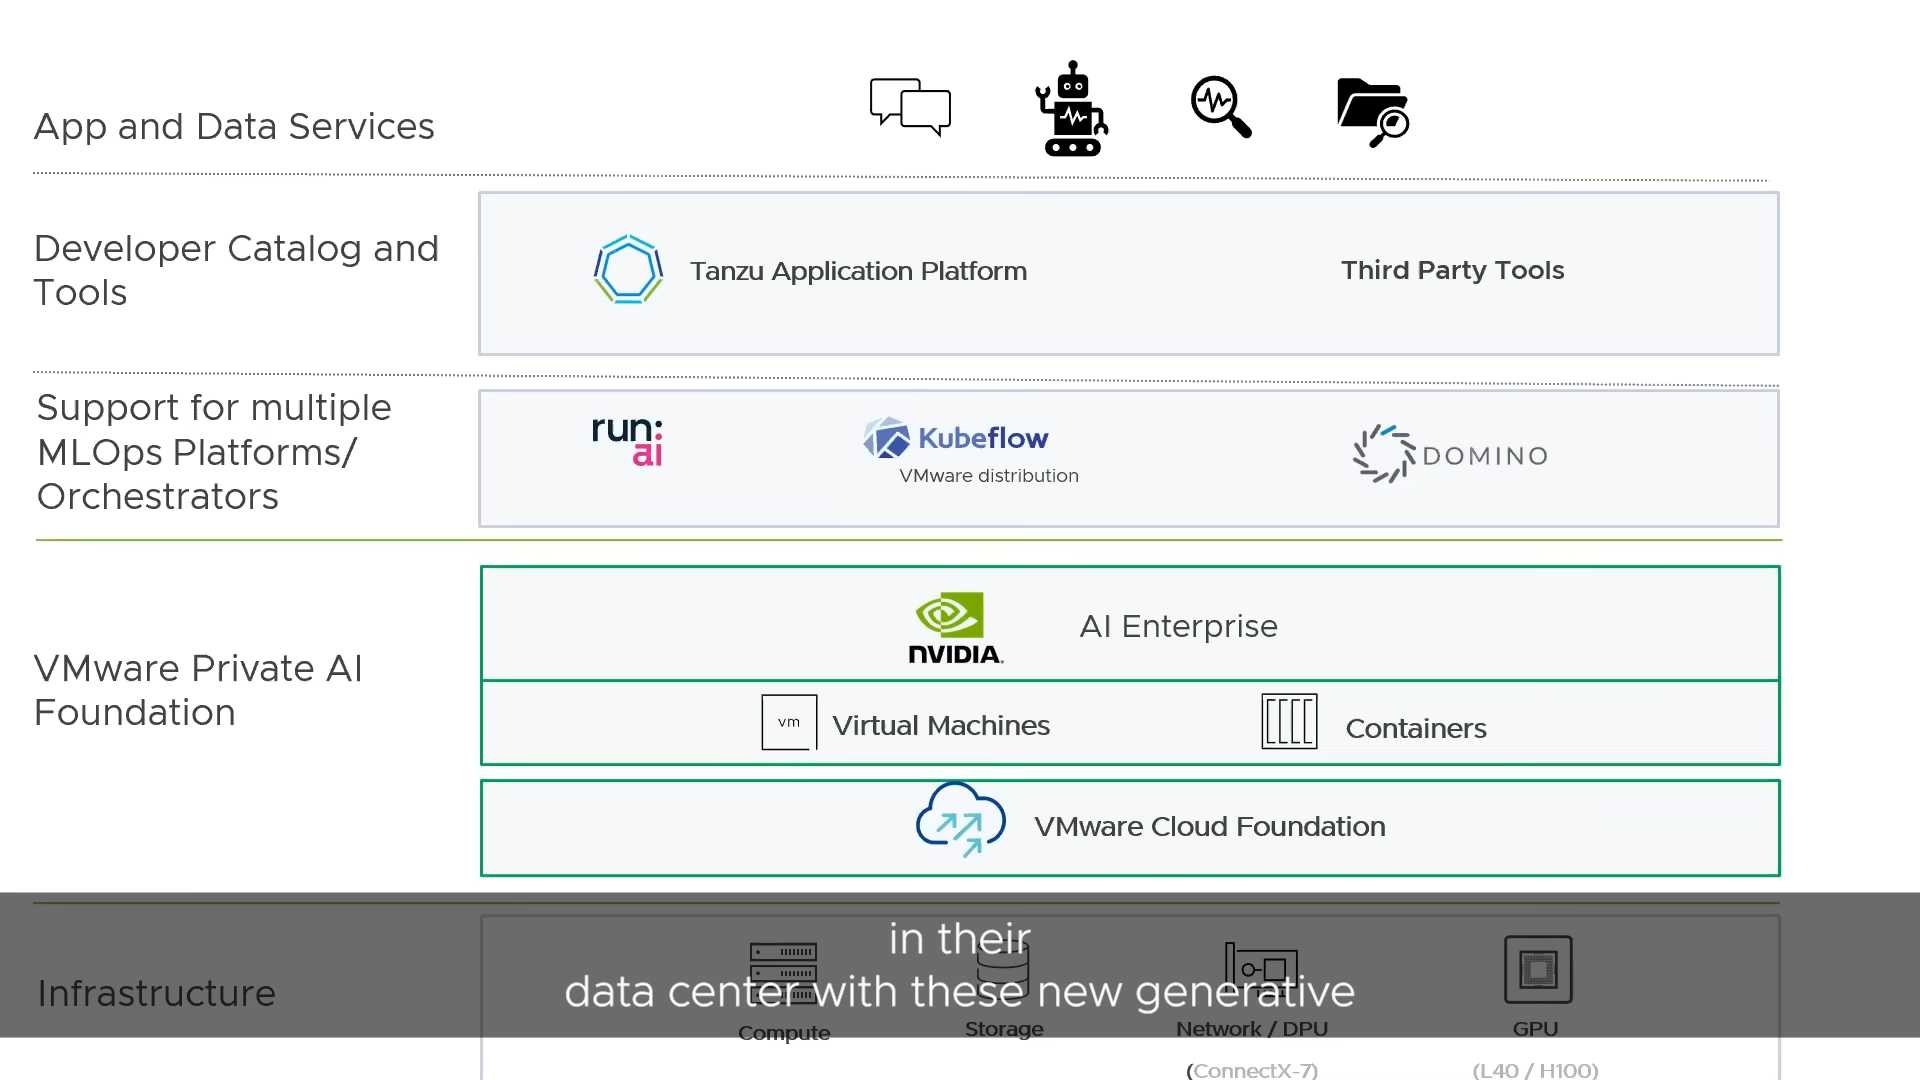 App and Data Services
Developer Catalog and
Tools
Tanzu Application Platform
Third Party Tools
Support for multiple
MLOps Platforms/
Orchestrators
run:
ai
Kubeflow
VMware distribution
DOMINO
VMware Private AI
Foundation
NVIDIA.
AI Enterprise
vm
Virtual Machines
Containers
VMware Cloud Foundation
Infrastructure
in their
data center with these new generative
Compute
Storage
Network / DPU
GPU
(ConnectX-7)
(L40 / H100)